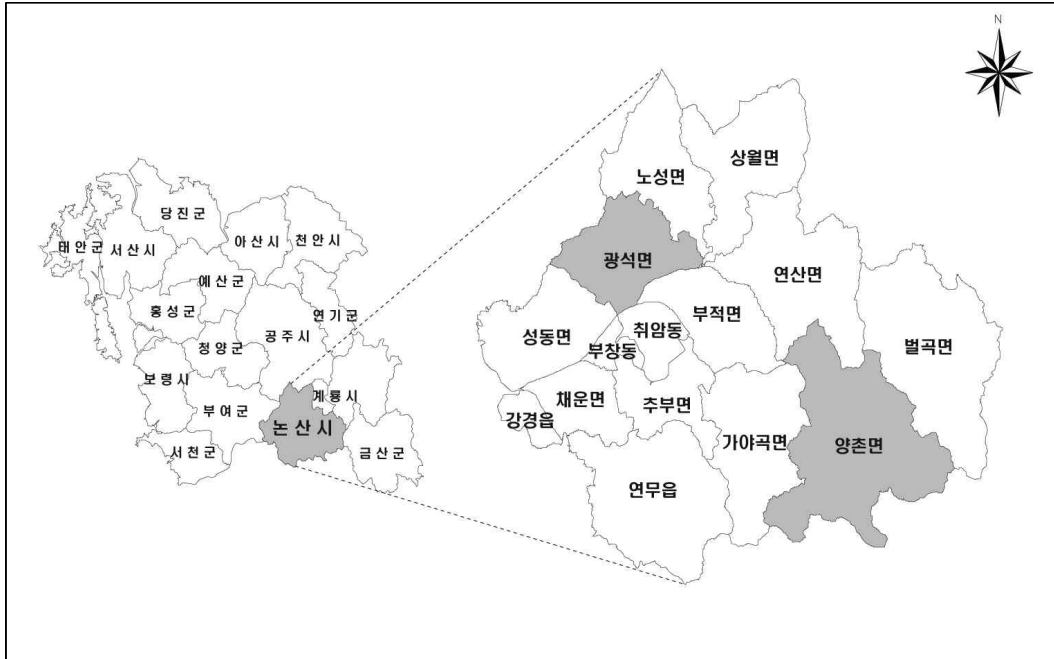 N
상월면
노성면
당진군
아산시
천안시
태안군
서산시
광석면
연산면
예산군
홍성군
연기군
부적면
공주시
성동면
취암동
벌곡면
청양군
부창동
보령시
계룡시
채운면
추부면
부여군
강경읍
논산시
가야곡면
양촌면
서천군
금산군
연무읍